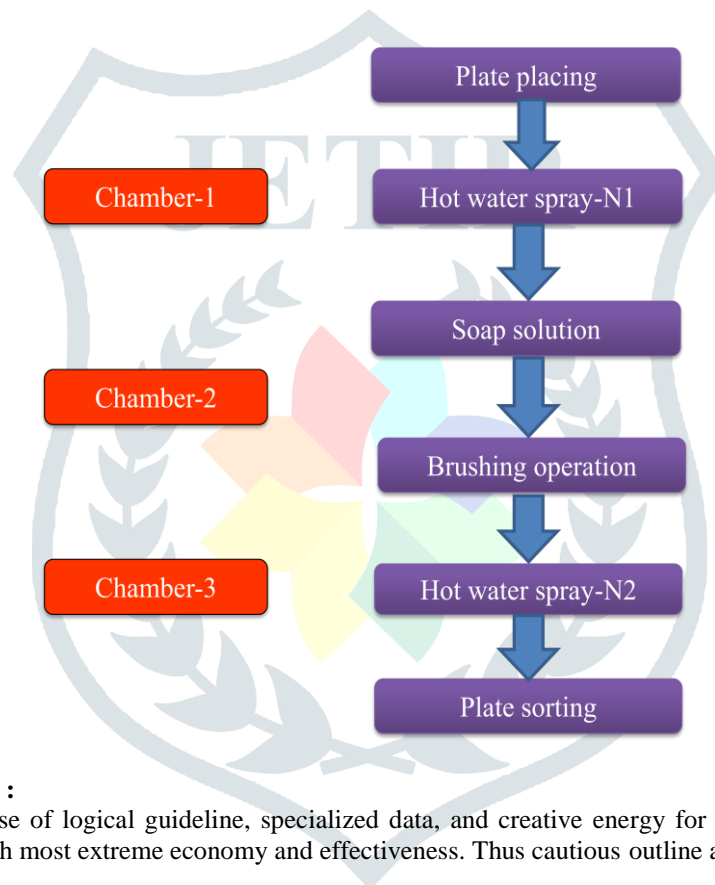 Plate placing
JETIR
Chamber-1
Hot water spray-N1
Soap solution
Chamber-2
Brushing operation
Chamber-3
Hot water spray-N2
Plate sorting
:
of logical guideline, specialized data, and creative energy for
most extreme economy and effectiveness. Thus cautious outline